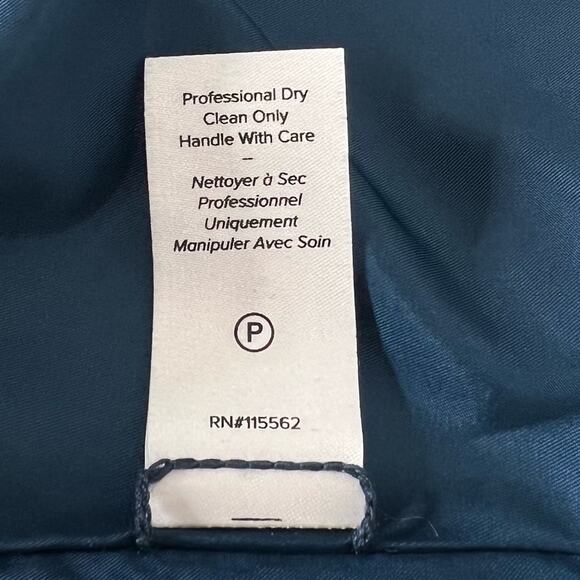 Professional Dry
Clean Only
Handle With Care
–
Nettoyer à Sec
Professionnel
Uniquement
Manipuler Avec Soin
P
RN#115562